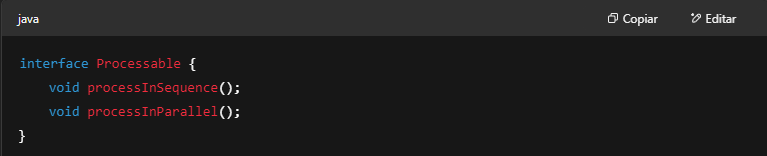 java Copiar Editar
interface Processable {
    void processInSequence();
    void processInParallel();
}